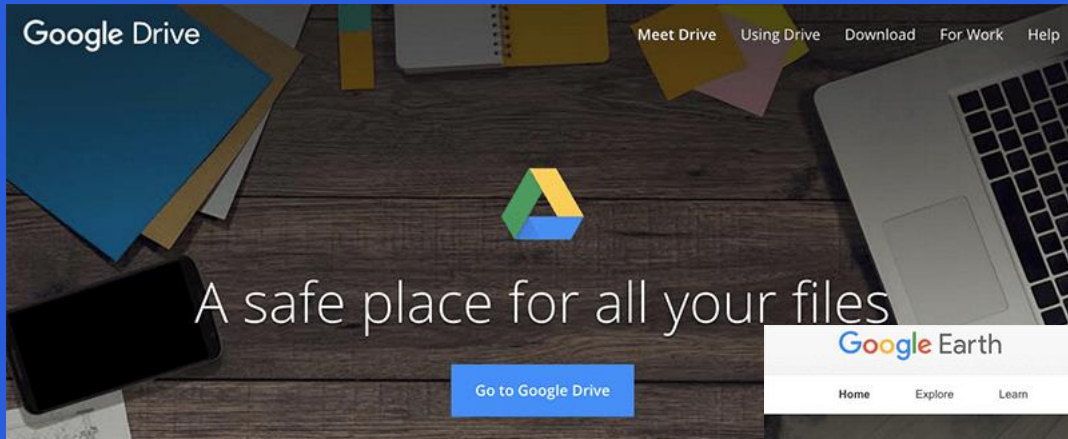 Google Drive
Meet Drive Using Drive Download For Work Help
A safe place for all your files
Go to Google Drive
Google Earth
Home Explore Learn